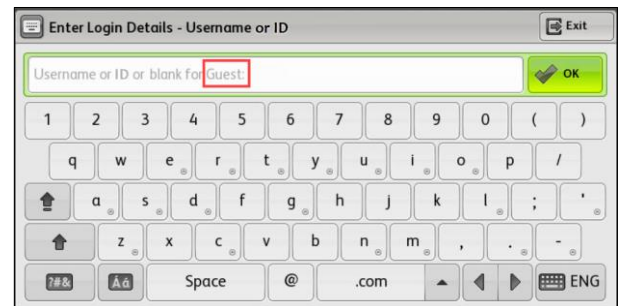 Enter Login Details - Username or ID
Exit
Username or ID or blank for Guest:
OK
1 2 3 4 5 6 7 8 9 0 ( )
q w e r t y u i o p /
a s d f g h j k l ; '
z x c v b n m , . -
?#& Áá Space @ .com ENG